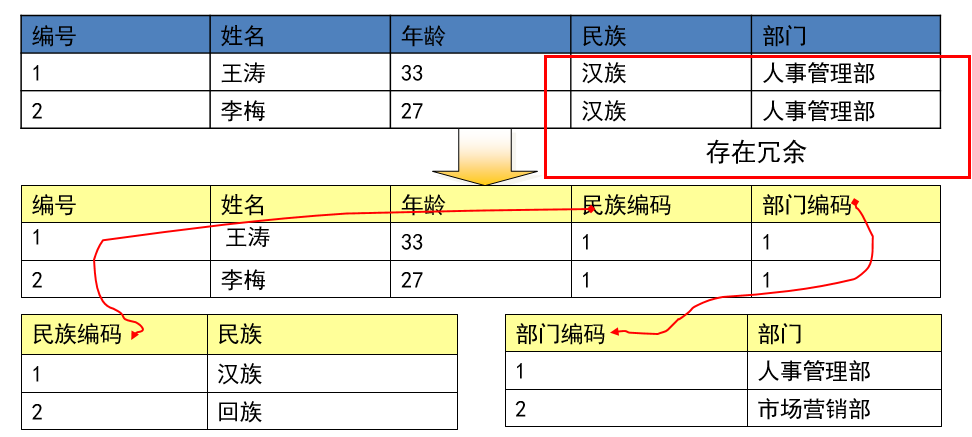 编号 姓名 年龄 民族 部门
1 王涛 33 汉族 人事管理部
2 李梅 27 汉族 人事管理部
存在冗余
编号 姓名 年龄 民族编码 部门编码
1 王涛 33 1 1
2 李梅 27 1 1
民族编码 民族
1 汉族
2 回族
部门编码 部门
1 人事管理部
2 市场营销部